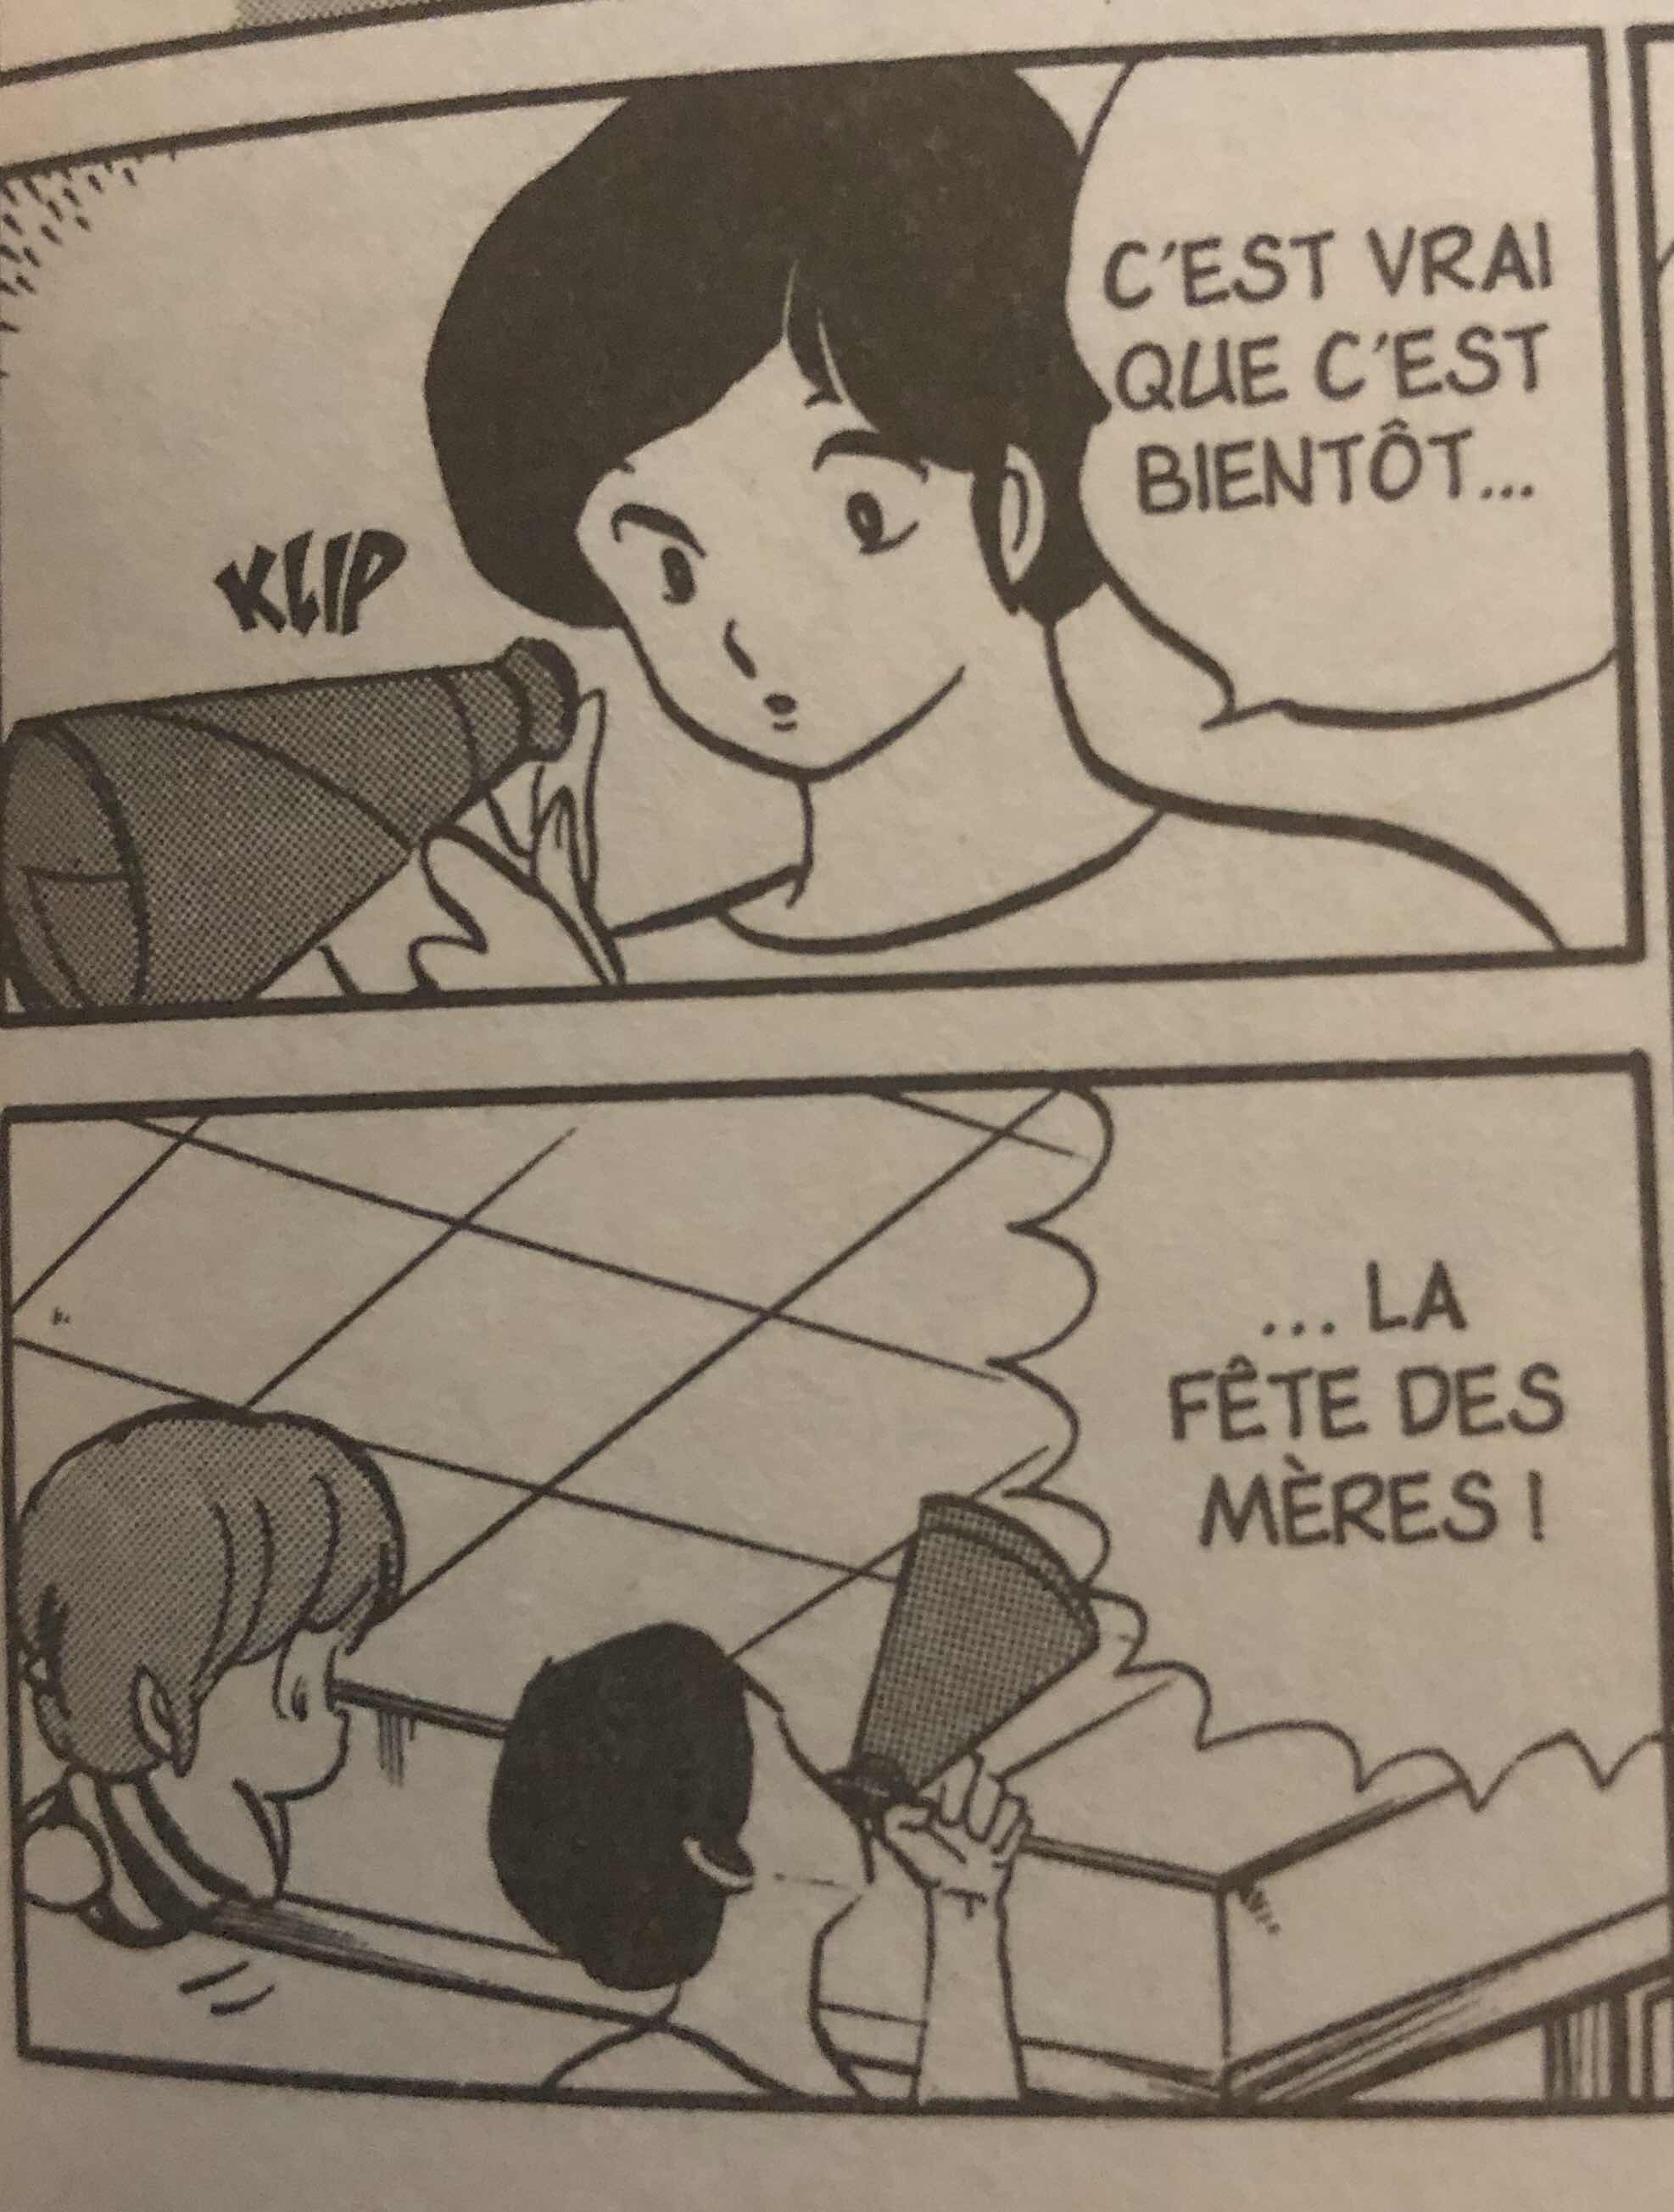 C'EST VRAI
QUE C'EST
BIENTÔT...
KLIP
... LA
FÊTE DES
MÈRES !